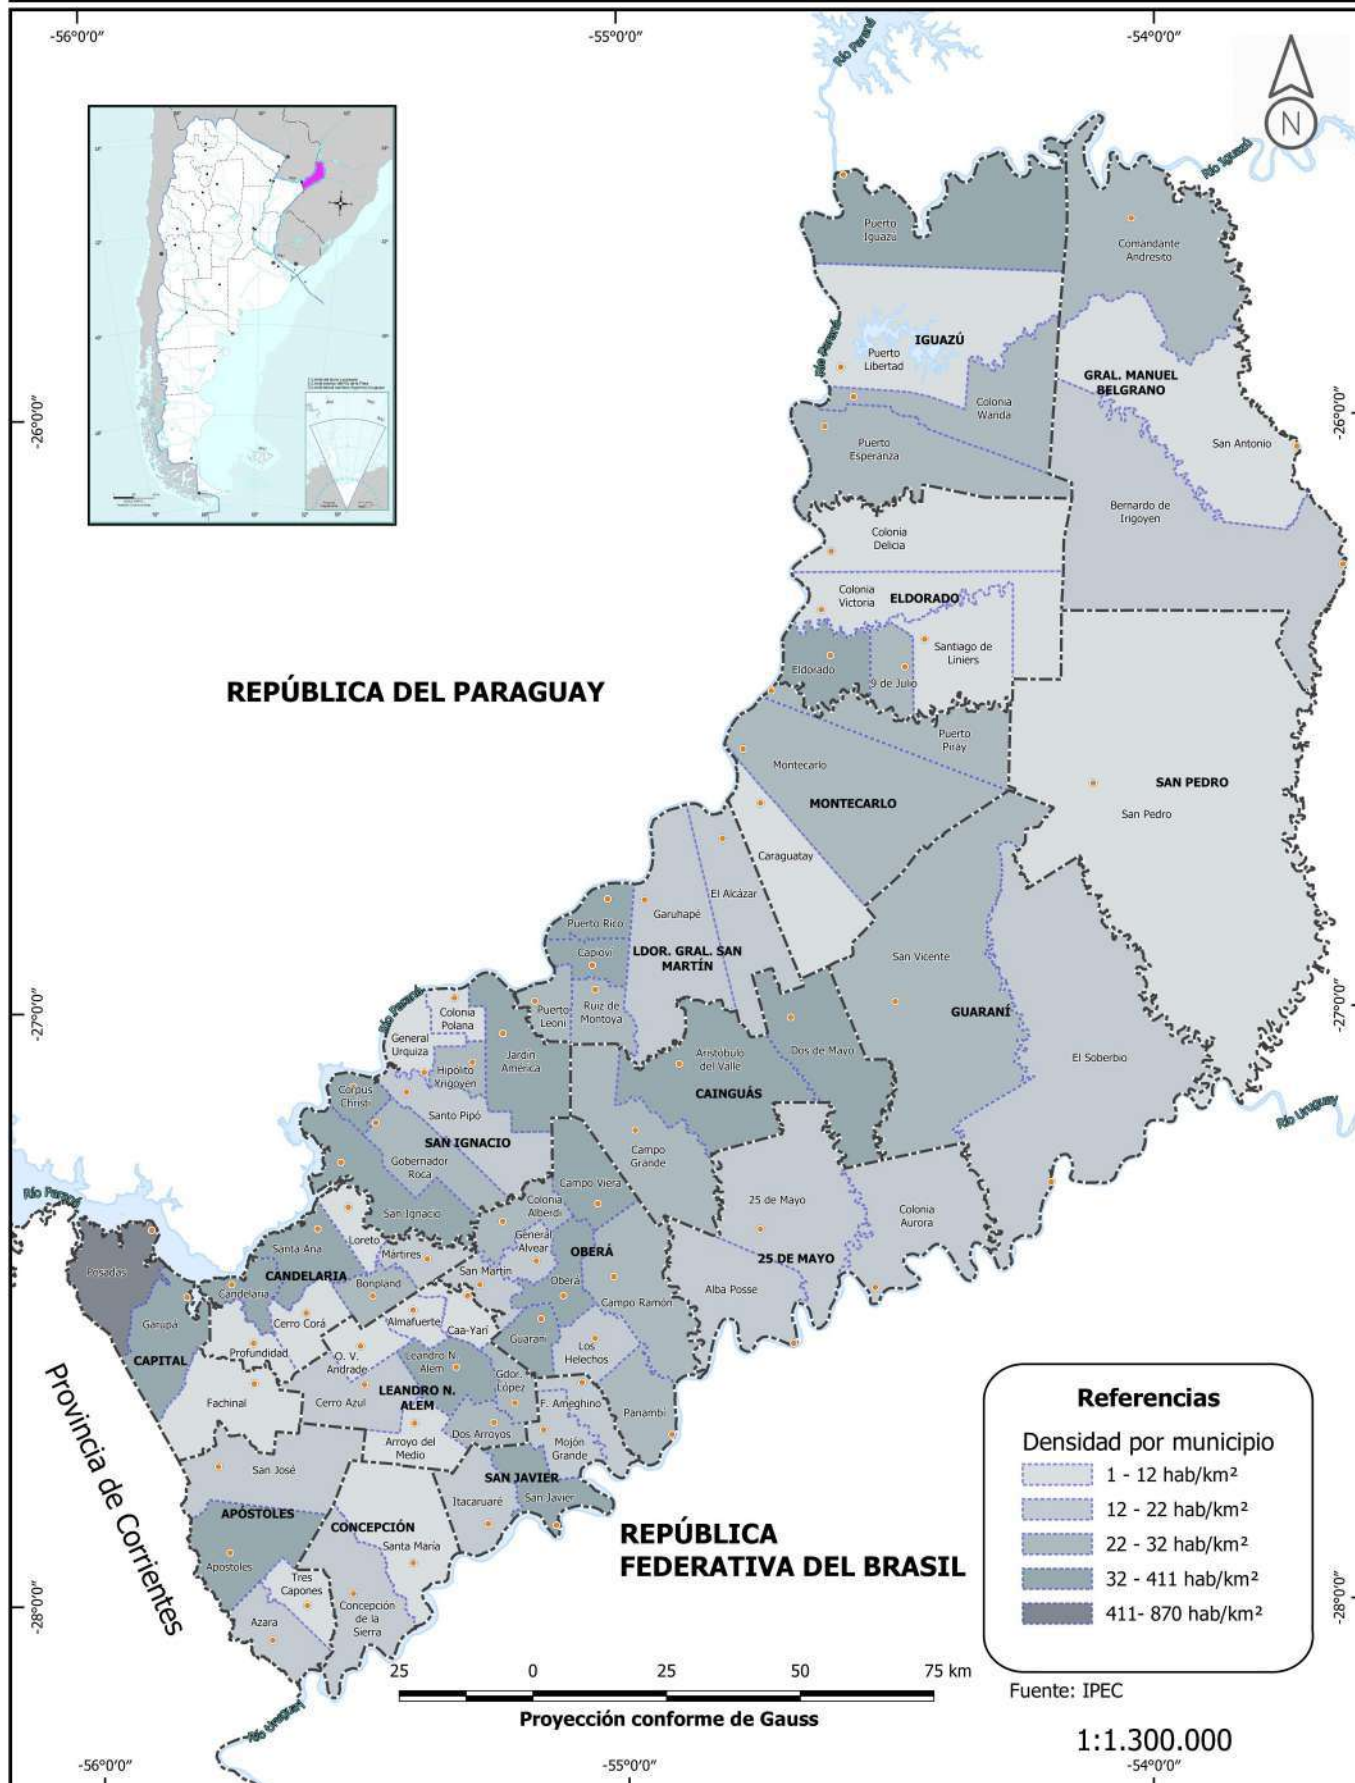 -56°0'0"
-55°0'0"
-54°0'0"
Río Paraná
N
Río Iguazú
Puerto
Iguazú
Comandante
Andresito
Río Paraná
IGUAZÚ
Puerto
Libertad
GRAL. MANUEL
BELGRANO
Colonia
Wanda
-26°0'0"
-26°0'0"
San Antonio
Puerto
Esperanza
Bernardo de
Irigoyen
Colonia
Delicia
Colonia
Victoria
ELDORADO
Santiago de
Liniers
Eldorado
9 de Julio
REPÚBLICA DEL PARAGUAY
Puerto
Piray
Montecarlo
MONTECARLO
SAN PEDRO
San Pedro
Caraguatay
El Alcázar
Garuhapé
Puerto Rico
LDOR. GRAL. SAN
MARTÍN
Capioví
San Vicente
Río Paraná
Colonia
Polana
Puerto
Leoni
Ruiz de
Montoya
GUARANÍ
-27°0'0"
-27°0'0"
General
Urquiza
Jardín
América
Aristóbulo
del Valle
Dos de Mayo
El Soberbio
Hipólito
Yrigoyen
Corpus
Christi
CAINGUÁS
Santo Pipó
Río Uruguay
SAN IGNACIO
Campo
Grande
Gobernador
Roca
Campo Viera
Río Paraná
25 de Mayo
Colonia
Alberdi
San Ignacio
Colonia
Aurora
Loreto
General
Alvear
OBERÁ
Santa Ana
Mártires
25 DE MAYO
Posadas
CANDELARIA
San Martín
Bonpland
Oberá
Candelaria
Alba Posse
Campo Ramón
Cerro Corá
Almafuerte
Caa-Yarí
Garupá
Guaraní
Profundidad
Los
Helechos
O. V.
Andrade
Leandro N.
Alem
CAPITAL
Gdor.
López
LEANDRO N.
ALEM
Fachinal
Cerro Azul
F. Ameghino
Panambí
Provincia de Corrientes
Dos Arroyos
Arroyo del
Medio
Mojón
Grande
San José
SAN JAVIER
Itacaruaré
San Javier
APÓSTOLES
CONCEPCIÓN
Santa María
Apóstoles
REPÚBLICA
FEDERATIVA DEL BRASIL
Tres
Capones
Concepción
de la
Sierra
Azara
-28°0'0"
-28°0'0"
Referencias
Densidad por municipio
1 - 12 hab/km²
12 - 22 hab/km²
22 - 32 hab/km²
32 - 411 hab/km²
411- 870 hab/km²
25 0 25 50 75 km
Proyección conforme de Gauss
Fuente: IPEC
1:1.300.000
Río Uruguay
-56°0'0"
-55°0'0"
-54°0'0"